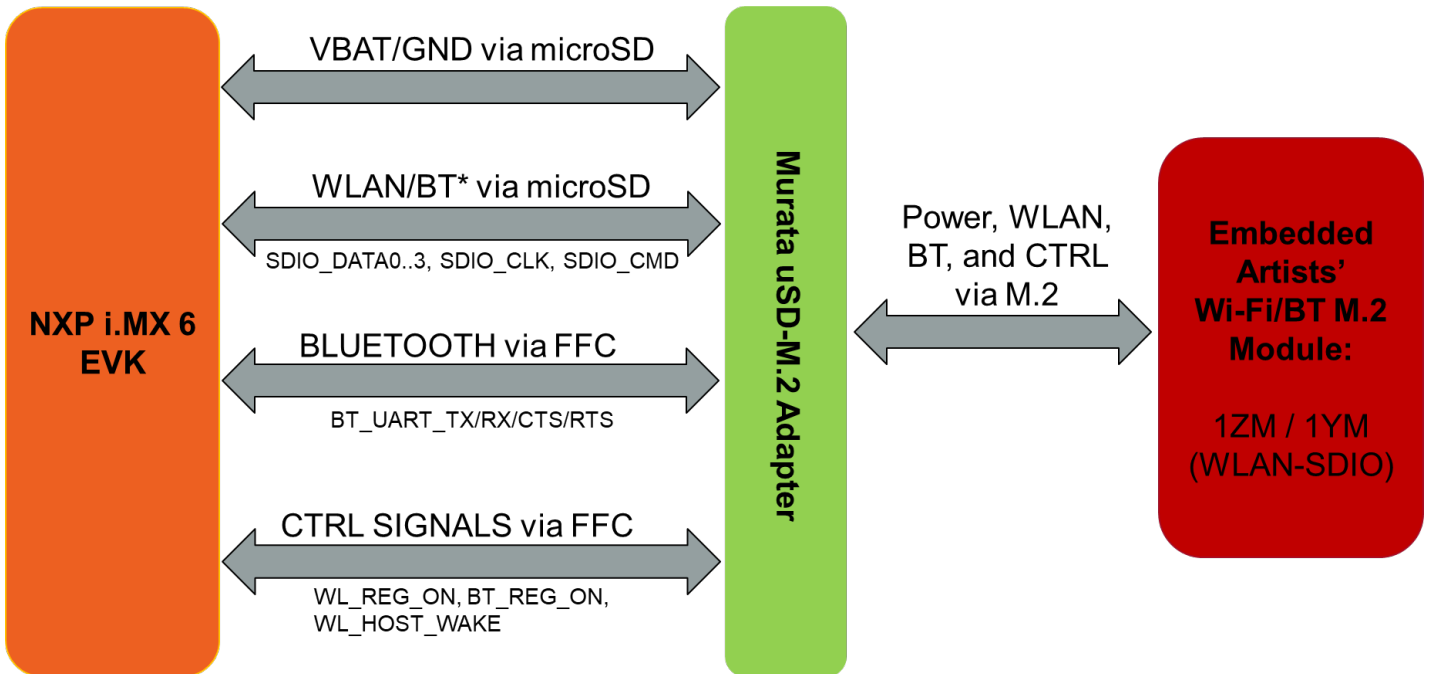 NXP i.MX 6
EVK
VBAT/GND via microSD
WLAN/BT* via microSD
SDIO_DATA0..3, SDIO_CLK, SDIO_CMD
BLUETOOTH via FFC
BT_UART_TX/RX/CTS/RTS
CTRL SIGNALS via FFC
WL_REG_ON, BT_REG_ON,
WL_HOST_WAKE
Murata uSD-M.2 Adapter
Power, WLAN,
BT, and CTRL
via M.2
Embedded
Artists’
Wi-Fi/BT M.2
Module:
1ZM / 1YM
(WLAN-SDIO)